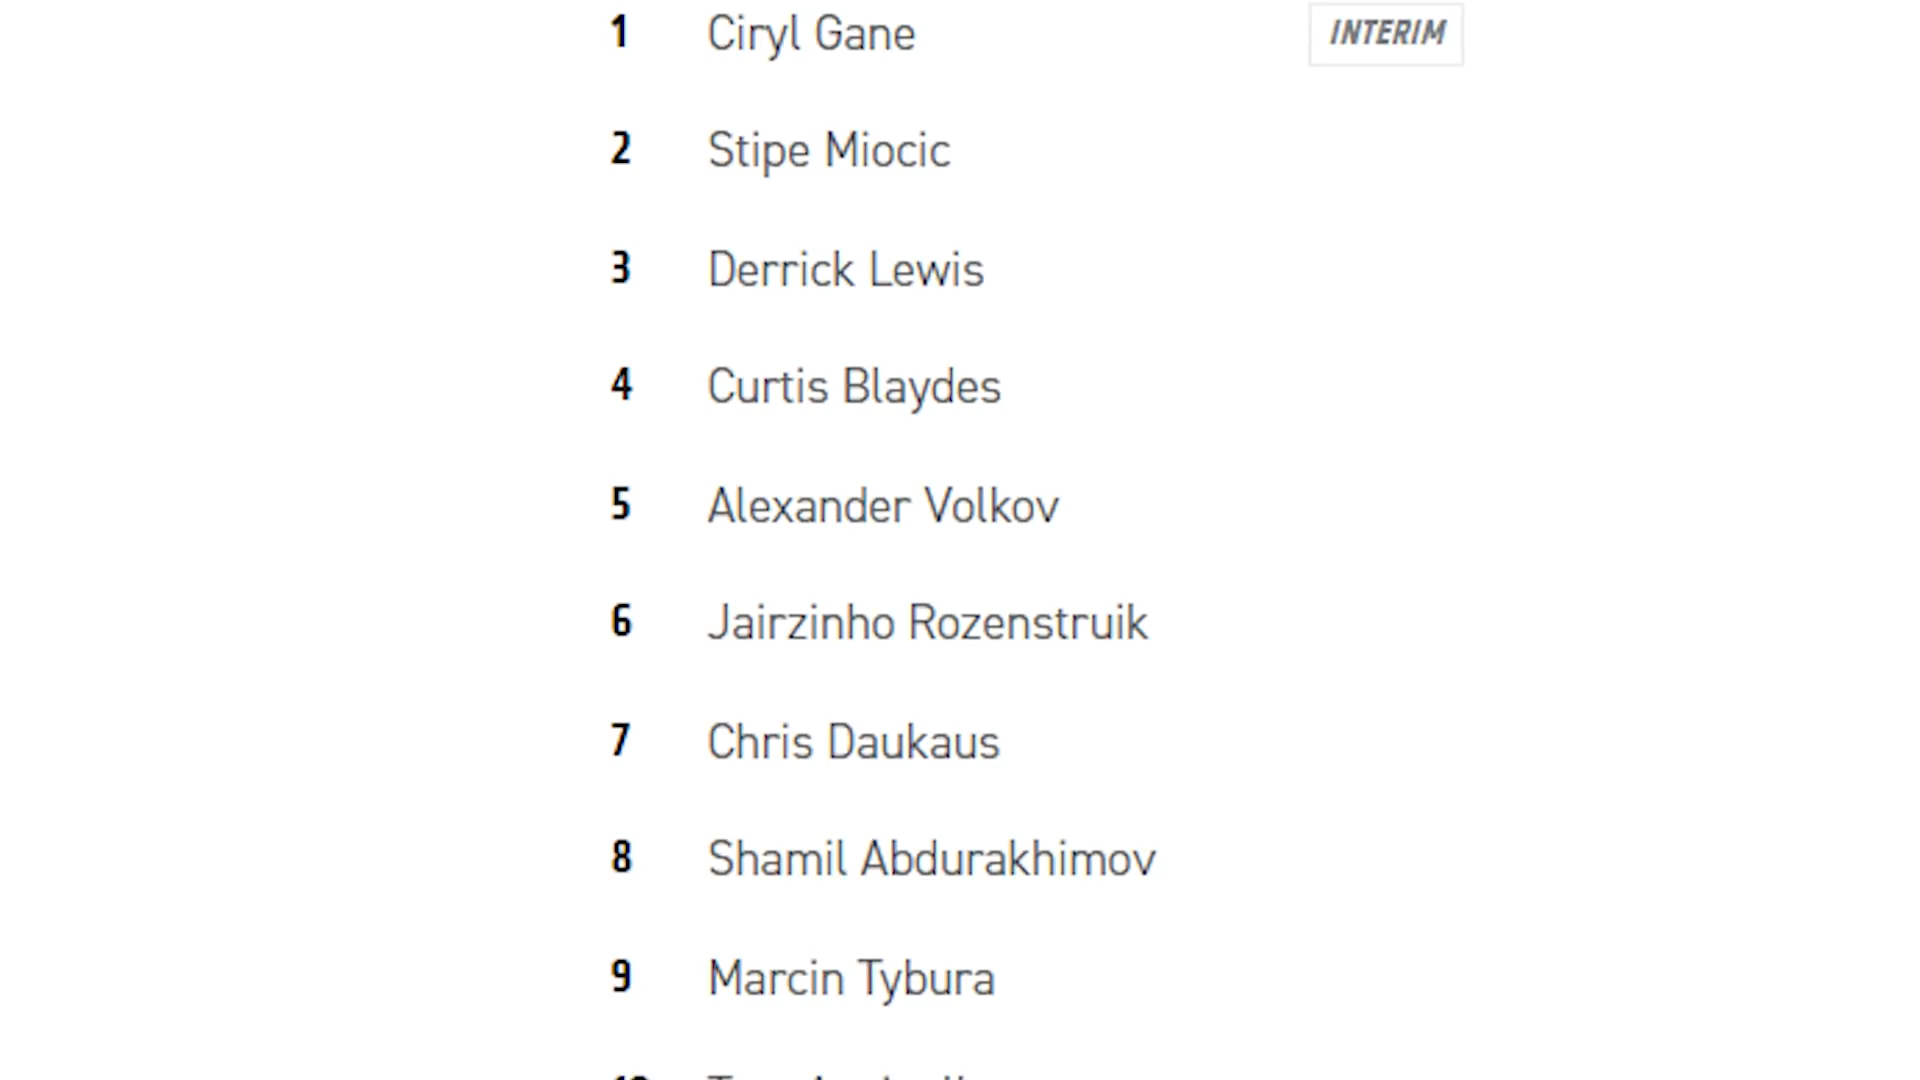 1 Ciryl Gane INTERIM
2 Stipe Miocic
3 Derrick Lewis
4 Curtis Blaydes
5 Alexander Volkov
6 Jairzinho Rozenstruik
7 Chris Daukaus
8 Shamil Abdurakhimov
9 Marcin Tybura